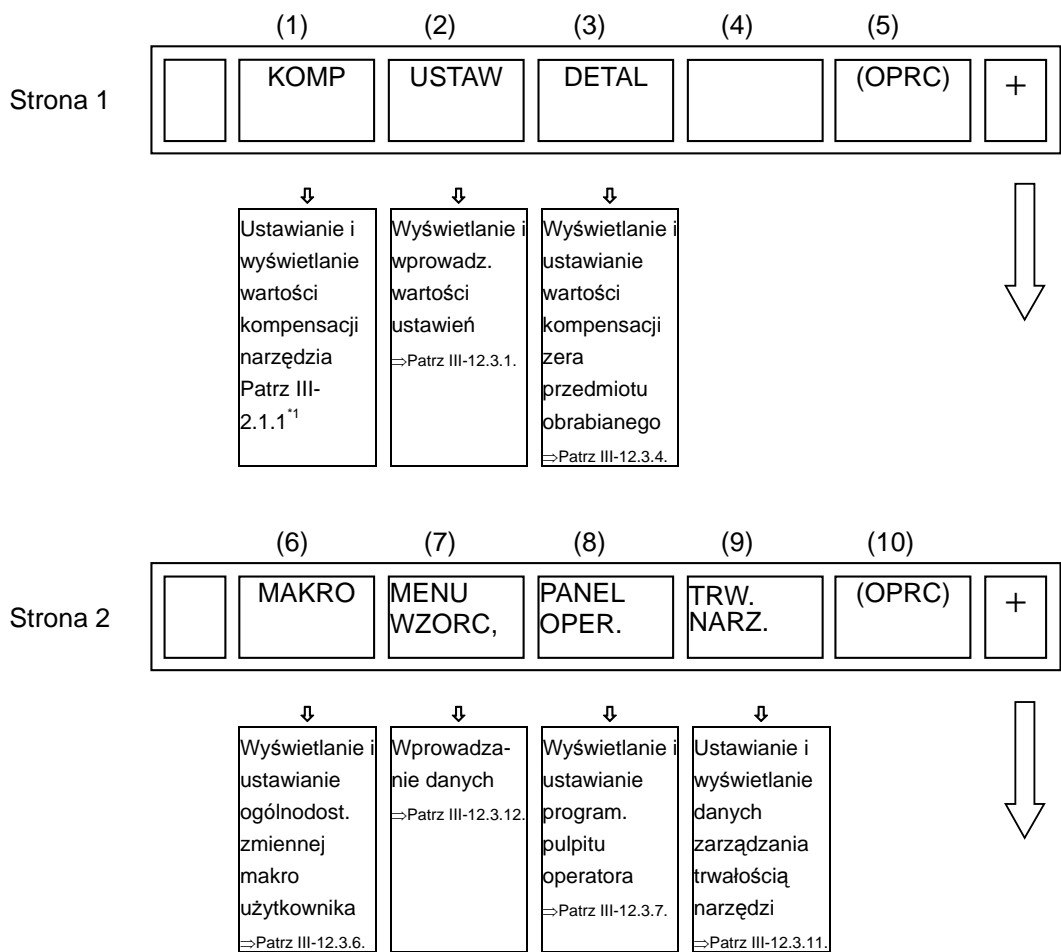 (1) (2) (3) (4) (5)
Strona 1
KOMP USTAW DETAL (OPRC) +
Ustawianie i
wyświetlanie
wartości
kompensacji
narzędzia
Patrz III-
2.1.1*1
Wyświetlanie i
wprowadz.
wartości
ustawień
⇒Patrz III-12.3.1.
Wyświetlanie i
ustawianie
wartości
kompensacji
zera
przedmiotu
obrabianego
⇒Patrz III-12.3.4.
(6) (7) (8) (9) (10)
Strona 2
MAKRO
MENU
WZORC,
PANEL
OPER.
TRW.
NARZ.
(OPRC)
+
Wyświetlanie i
ustawianie
ogólnodost.
zmiennej
makro
użytkownika
⇒Patrz III-12.3.6.
Wprowadza-
nie danych
⇒Patrz III-12.3.12.
Wyświetlanie i
ustawianie
program.
pulpitu
operatora
⇒Patrz III-12.3.7.
Ustawianie i
wyświetlanie
danych
zarządzania
trwałością
narzędzi
⇒Patrz III-12.3.11.